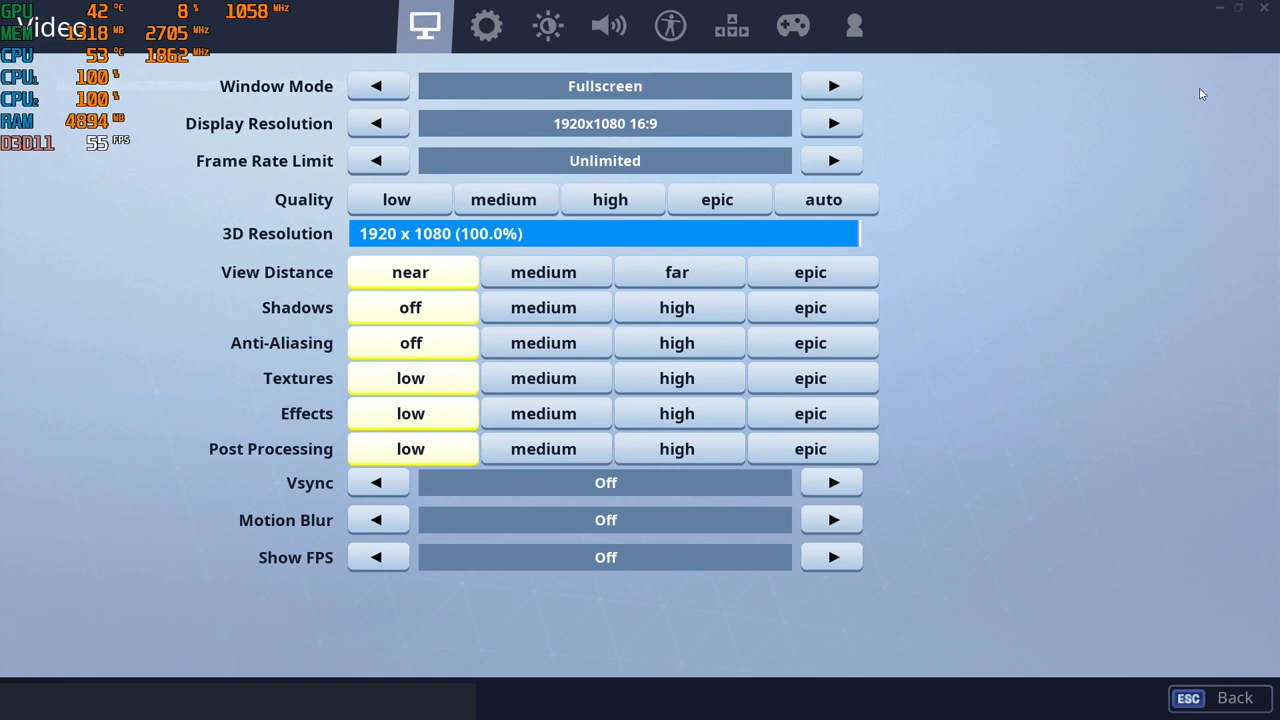 Video
GPU 42 °C 8 % 1058 MHz
MEM 1318 MB 2705 MHz
CPU 53 °C 1862 MHz
CPU1 100 %
CPU2 100 %
RAM 4894 MB
D3D11 55 FPS
Window Mode ◀ Fullscreen ▶
Display Resolution ◀ 1920x1080 16:9 ▶
Frame Rate Limit ◀ Unlimited ▶
Quality low medium high epic auto
3D Resolution 1920 x 1080 (100.0%)
View Distance near medium far epic
Shadows off medium high epic
Anti-Aliasing off medium high epic
Textures low medium high epic
Effects low medium high epic
Post Processing low medium high epic
Vsync ◀ Off ▶
Motion Blur ◀ Off ▶
Show FPS ◀ Off ▶
ESC Back